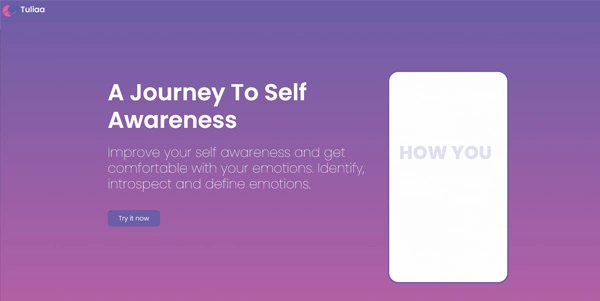 Tuliaa
A Journey To Self
Awareness
Improve your self awareness and get
comfortable with your emotions. Identify,
introspect and define emotions.
Try it now
HOW YOU